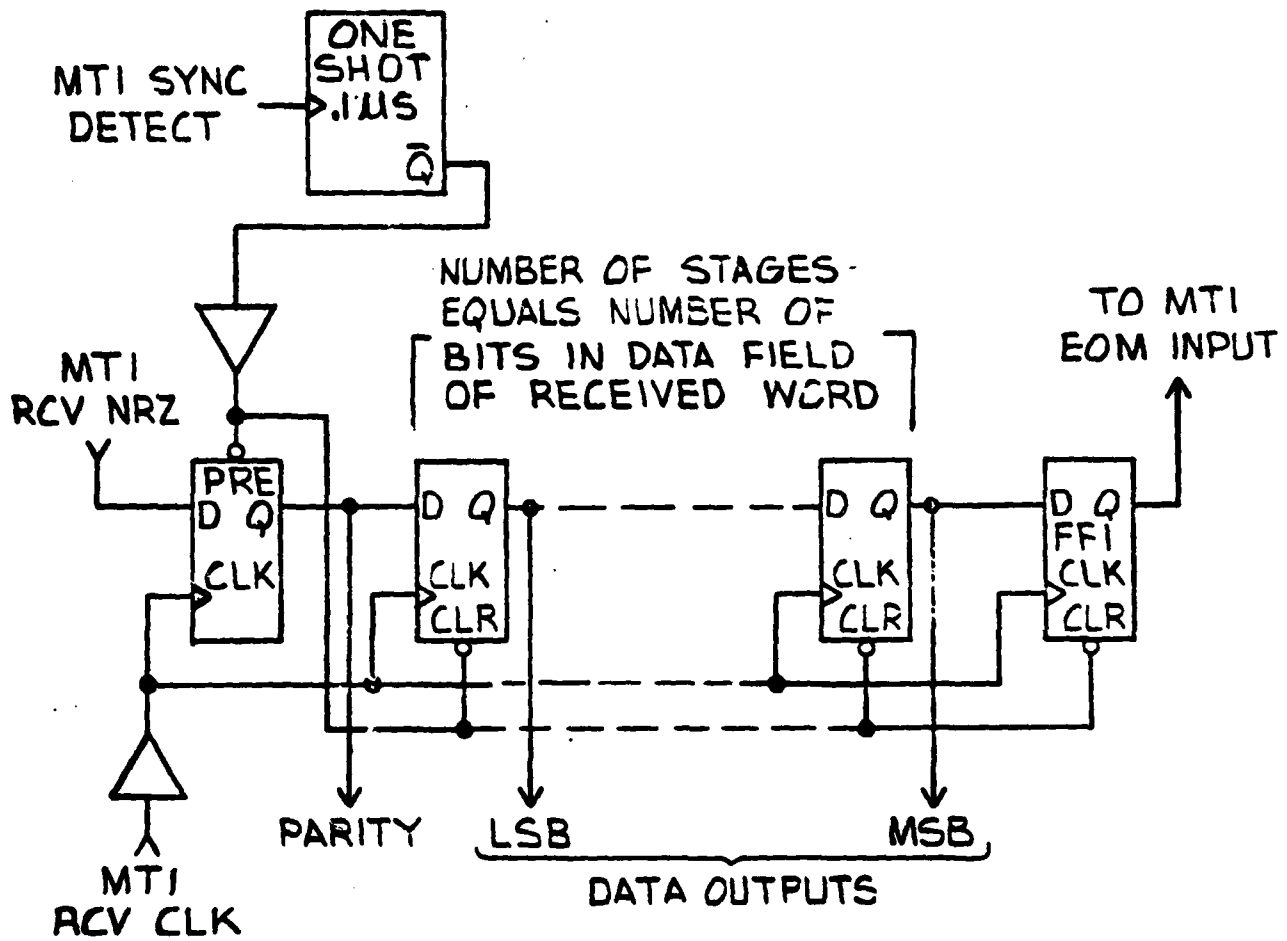 ONE
SHOT
.1µS
Q̅
MTI SYNC
DETECT
NUMBER OF STAGES
EQUALS NUMBER OF
BITS IN DATA FIELD
OF RECEIVED WORD
TO MTI
EOM INPUT
MTI
RCV NRZ
PRE
D Q
CLK
D Q
CLK
CLR
D Q
CLK
CLR
D Q
FF1
CLK
CLR
PARITY
LSB
MSB
DATA OUTPUTS
MTI
RCV CLK